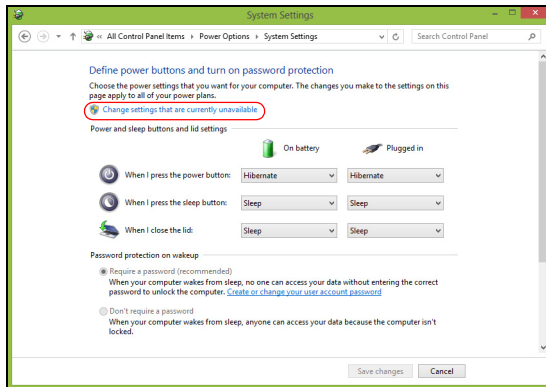 System Settings
« All Control Panel Items › Power Options › System Settings
Search Control Panel
Define power buttons and turn on password protection
Choose the power settings that you want for your computer. The changes you make to the settings on this
page apply to all of your power plans.
Change settings that are currently unavailable
Power and sleep buttons and lid settings
On battery Plugged in
When I press the power button: Hibernate Hibernate
When I press the sleep button: Sleep Sleep
When I close the lid: Sleep Sleep
Password protection on wakeup
Require a password (recommended)
When your computer wakes from sleep, no one can access your data without entering the correct
password to unlock the computer. Create or change your user account password
Don't require a password
When your computer wakes from sleep, anyone can access your data because the computer isn't
locked.
Save changes Cancel